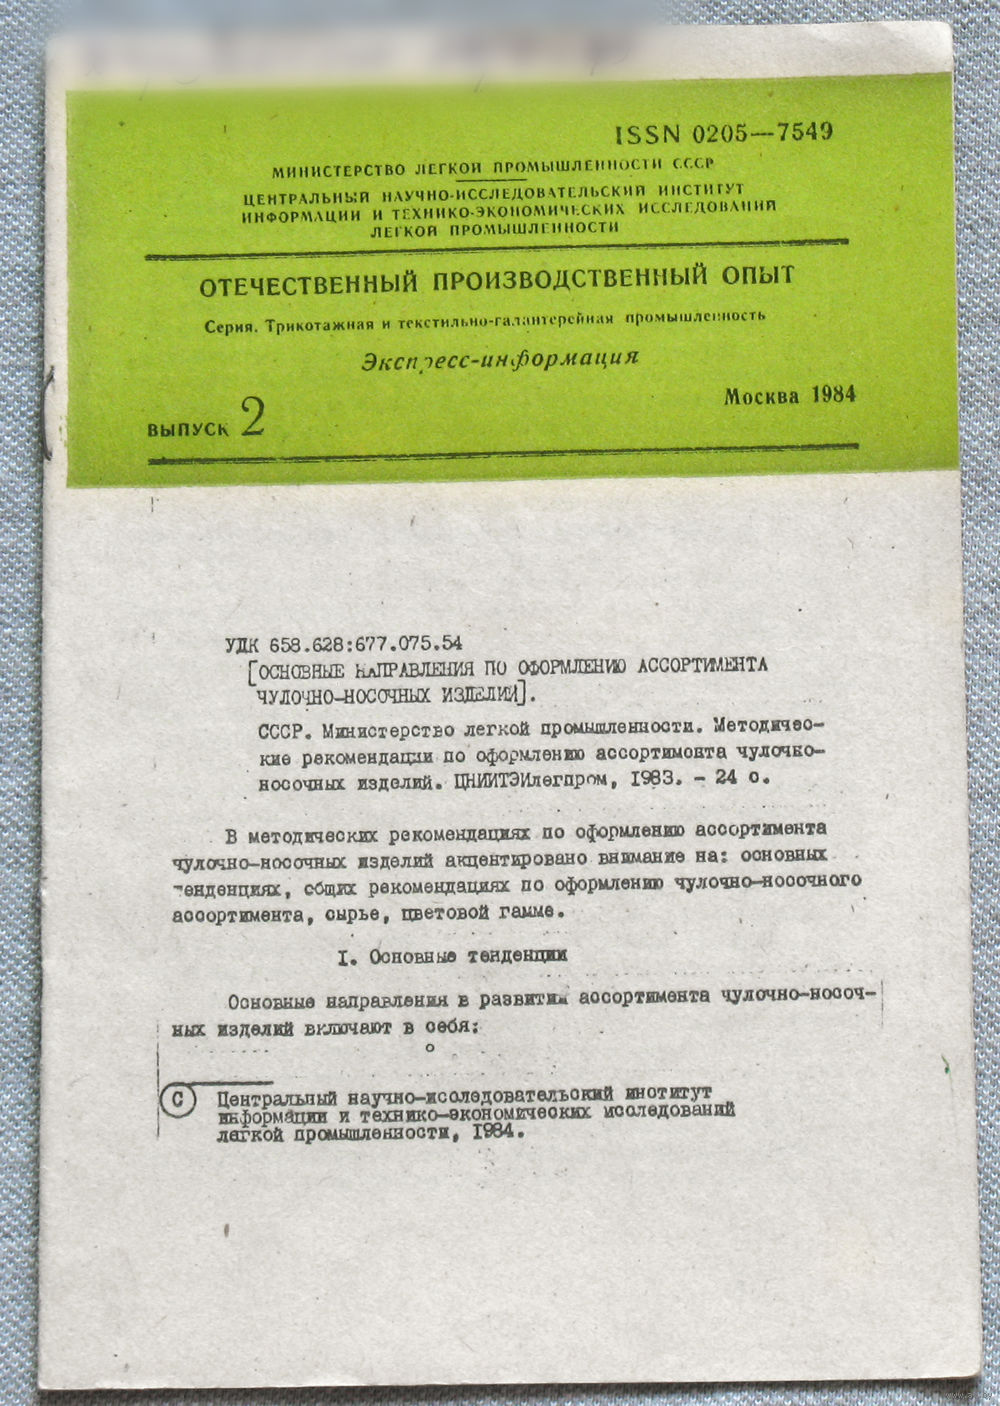 ISSN 0205—7549
МИНИСТЕРСТВО ЛЕГКОЙ ПРОМЫШЛЕННОСТИ СССР
ЦЕНТРАЛЬНЫЙ НАУЧНО-ИССЛЕДОВАТЕЛЬСКИЙ ИНСТИТУТ
ИНФОРМАЦИИ И ТЕХНИКО-ЭКОНОМИЧЕСКИХ ИССЛЕДОВАНИЙ
ЛЕГКОЙ ПРОМЫШЛЕННОСТИ
ОТЕЧЕСТВЕННЫЙ ПРОИЗВОДСТВЕННЫЙ ОПЫТ
Серия. Трикотажная и текстильно-галантерейная промышленность
Экспресс-информация
Москва 1984
ВЫПУСК 2
УДК 658.628:677.075.54
[ОСНОВНЫЕ НАПРАВЛЕНИЯ ПО ОФОРМЛЕНИЮ АССОРТИМЕНТА
ЧУЛОЧНО-НОСОЧНЫХ ИЗДЕЛИЙ].
СССР. Министерство легкой промышленности. Методичес-
кие рекомендации по оформлению ассортимента чулочно-
носочных изделий. ЦНИИТЭИлегпром, 1983. - 24 с.
В методических рекомендациях по оформлению ассортимента
чулочно-носочных изделий акцентировано внимание на: основных
тенденциях, общих рекомендациях по оформлению чулочно-носочного
ассортимента, сырье, цветовой гамме.
I. Основные тенденции
Основные направления в развитии ассортимента чулочно-носоч-
ных изделий включают в себя:
© Центральный научно-исследовательский институт
информации и технико-экономических исследований
легкой промышленности, 1984.